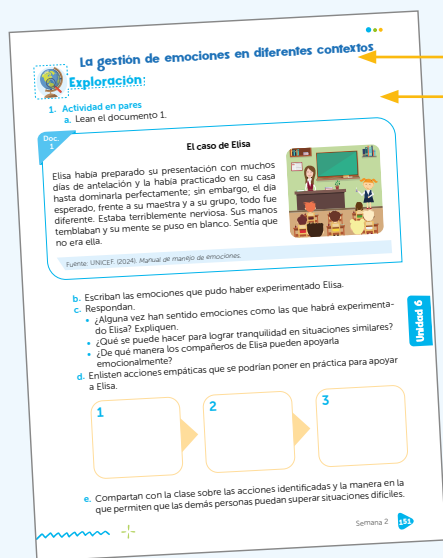 La gestión de emociones en diferentes contextos
Exploración
1. Actividad en pares
a. Lean el documento 1.
Doc. 1
El caso de Elisa
Elisa había preparado su presentación con muchos
días de antelación y la había practicado en su casa
hasta dominarla perfectamente; sin embargo, el día
esperado, frente a su maestra y a su grupo, todo fue
diferente. Estaba terriblemente nerviosa. Sus manos
temblaban y su mente se puso en blanco. Sentía que
no era ella.
Fuente: UNICEF. (2024). Manual de manejo de emociones.
b. Escriban las emociones que pudo haber experimentado Elisa.
c. Respondan.
• ¿Alguna vez han sentido emociones como las que habrá experimenta-
do Elisa? Expliquen.
• ¿Qué se puede hacer para lograr tranquilidad en situaciones similares?
• ¿De qué manera los compañeros de Elisa pueden apoyarla
emocionalmente?
d. Enlisten acciones empáticas que se podrían poner en práctica para apoyar
a Elisa.
1
2
3
e. Compartan con la clase sobre las acciones identificadas y la manera en la
que permiten que las demás personas puedan superar situaciones difíciles.
Unidad 6
Semana 2
151